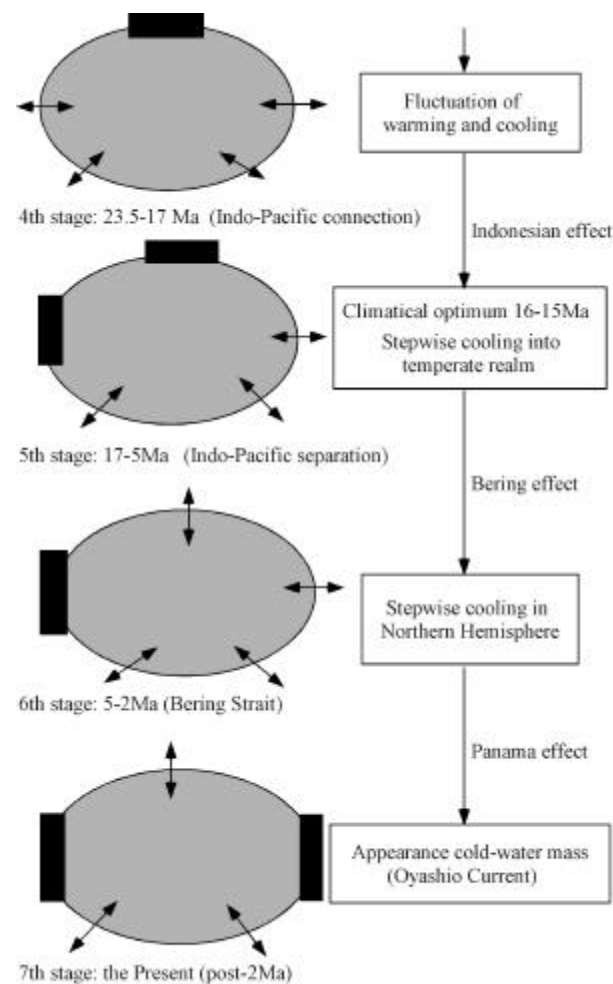 Fluctuation of
warming and cooling
4th stage: 23.5-17 Ma (Indo-Pacific connection)
Indonesian effect
Climatical optimum 16-15Ma
Stepwise cooling into
temperate realm
5th stage: 17-5Ma (Indo-Pacific separation)
Bering effect
Stepwise cooling in
Northern Hemisphere
6th stage: 5-2Ma (Bering Strait)
Panama effect
Appearance cold-water mass
(Oyashio Current)
7th stage: the Present (post-2Ma)